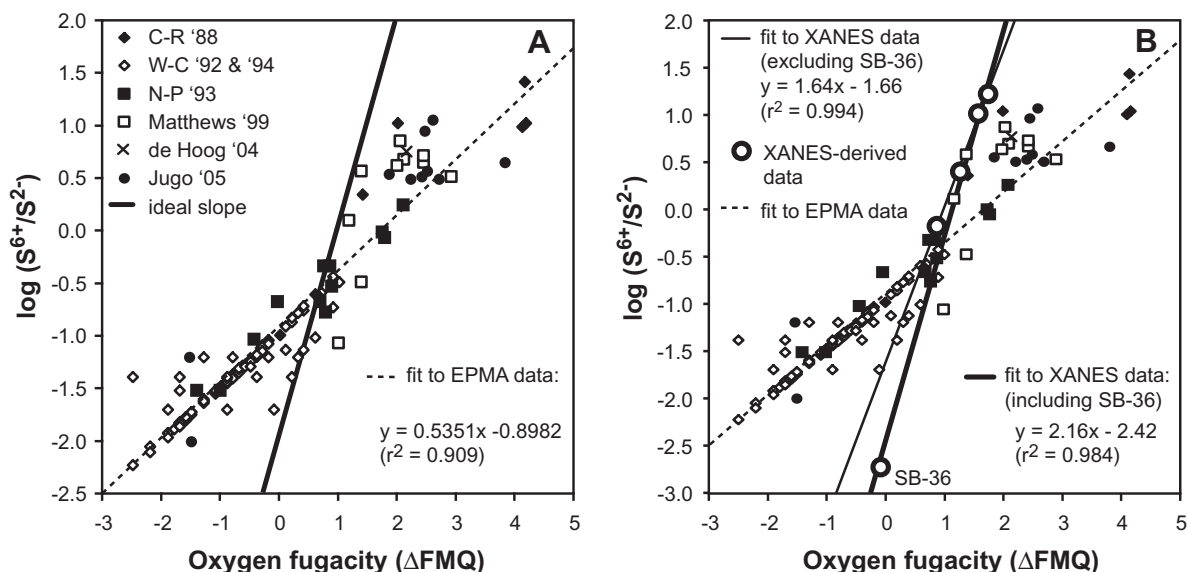 A
C-R ‘88
W-C ‘92 & ‘94
N-P ‘93
Matthews ‘99
de Hoog ‘04
Jugo ‘05
ideal slope
fit to EPMA data:
y = 0.5351x -0.8982
(r² = 0.909)
2.0
1.5
1.0
0.5
0.0
-0.5
-1.0
-1.5
-2.0
-2.5
log (S⁶⁺/S²⁻)
-3 -2 -1 0 1 2 3 4 5
Oxygen fugacity (ΔFMQ)
B
fit to XANES data
(excluding SB-36)
y = 1.64x - 1.66
(r² = 0.994)
XANES-derived
data
fit to EPMA data
fit to XANES data:
(including SB-36)
y = 2.16x - 2.42
(r² = 0.984)
SB-36
2.0
1.5
1.0
0.5
0.0
-0.5
-1.0
-1.5
-2.0
-2.5
-3.0
log (S⁶⁺/S²⁻)
-3 -2 -1 0 1 2 3 4 5
Oxygen fugacity (ΔFMQ)